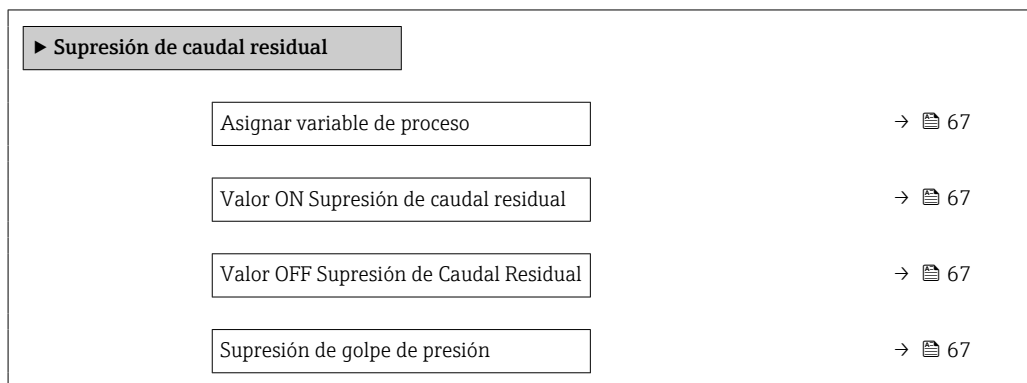 ▶ Supresión de caudal residual
Asignar variable de proceso → 67
Valor ON Supresión de caudal residual → 67
Valor OFF Supresión de Caudal Residual → 67
Supresión de golpe de presión → 67